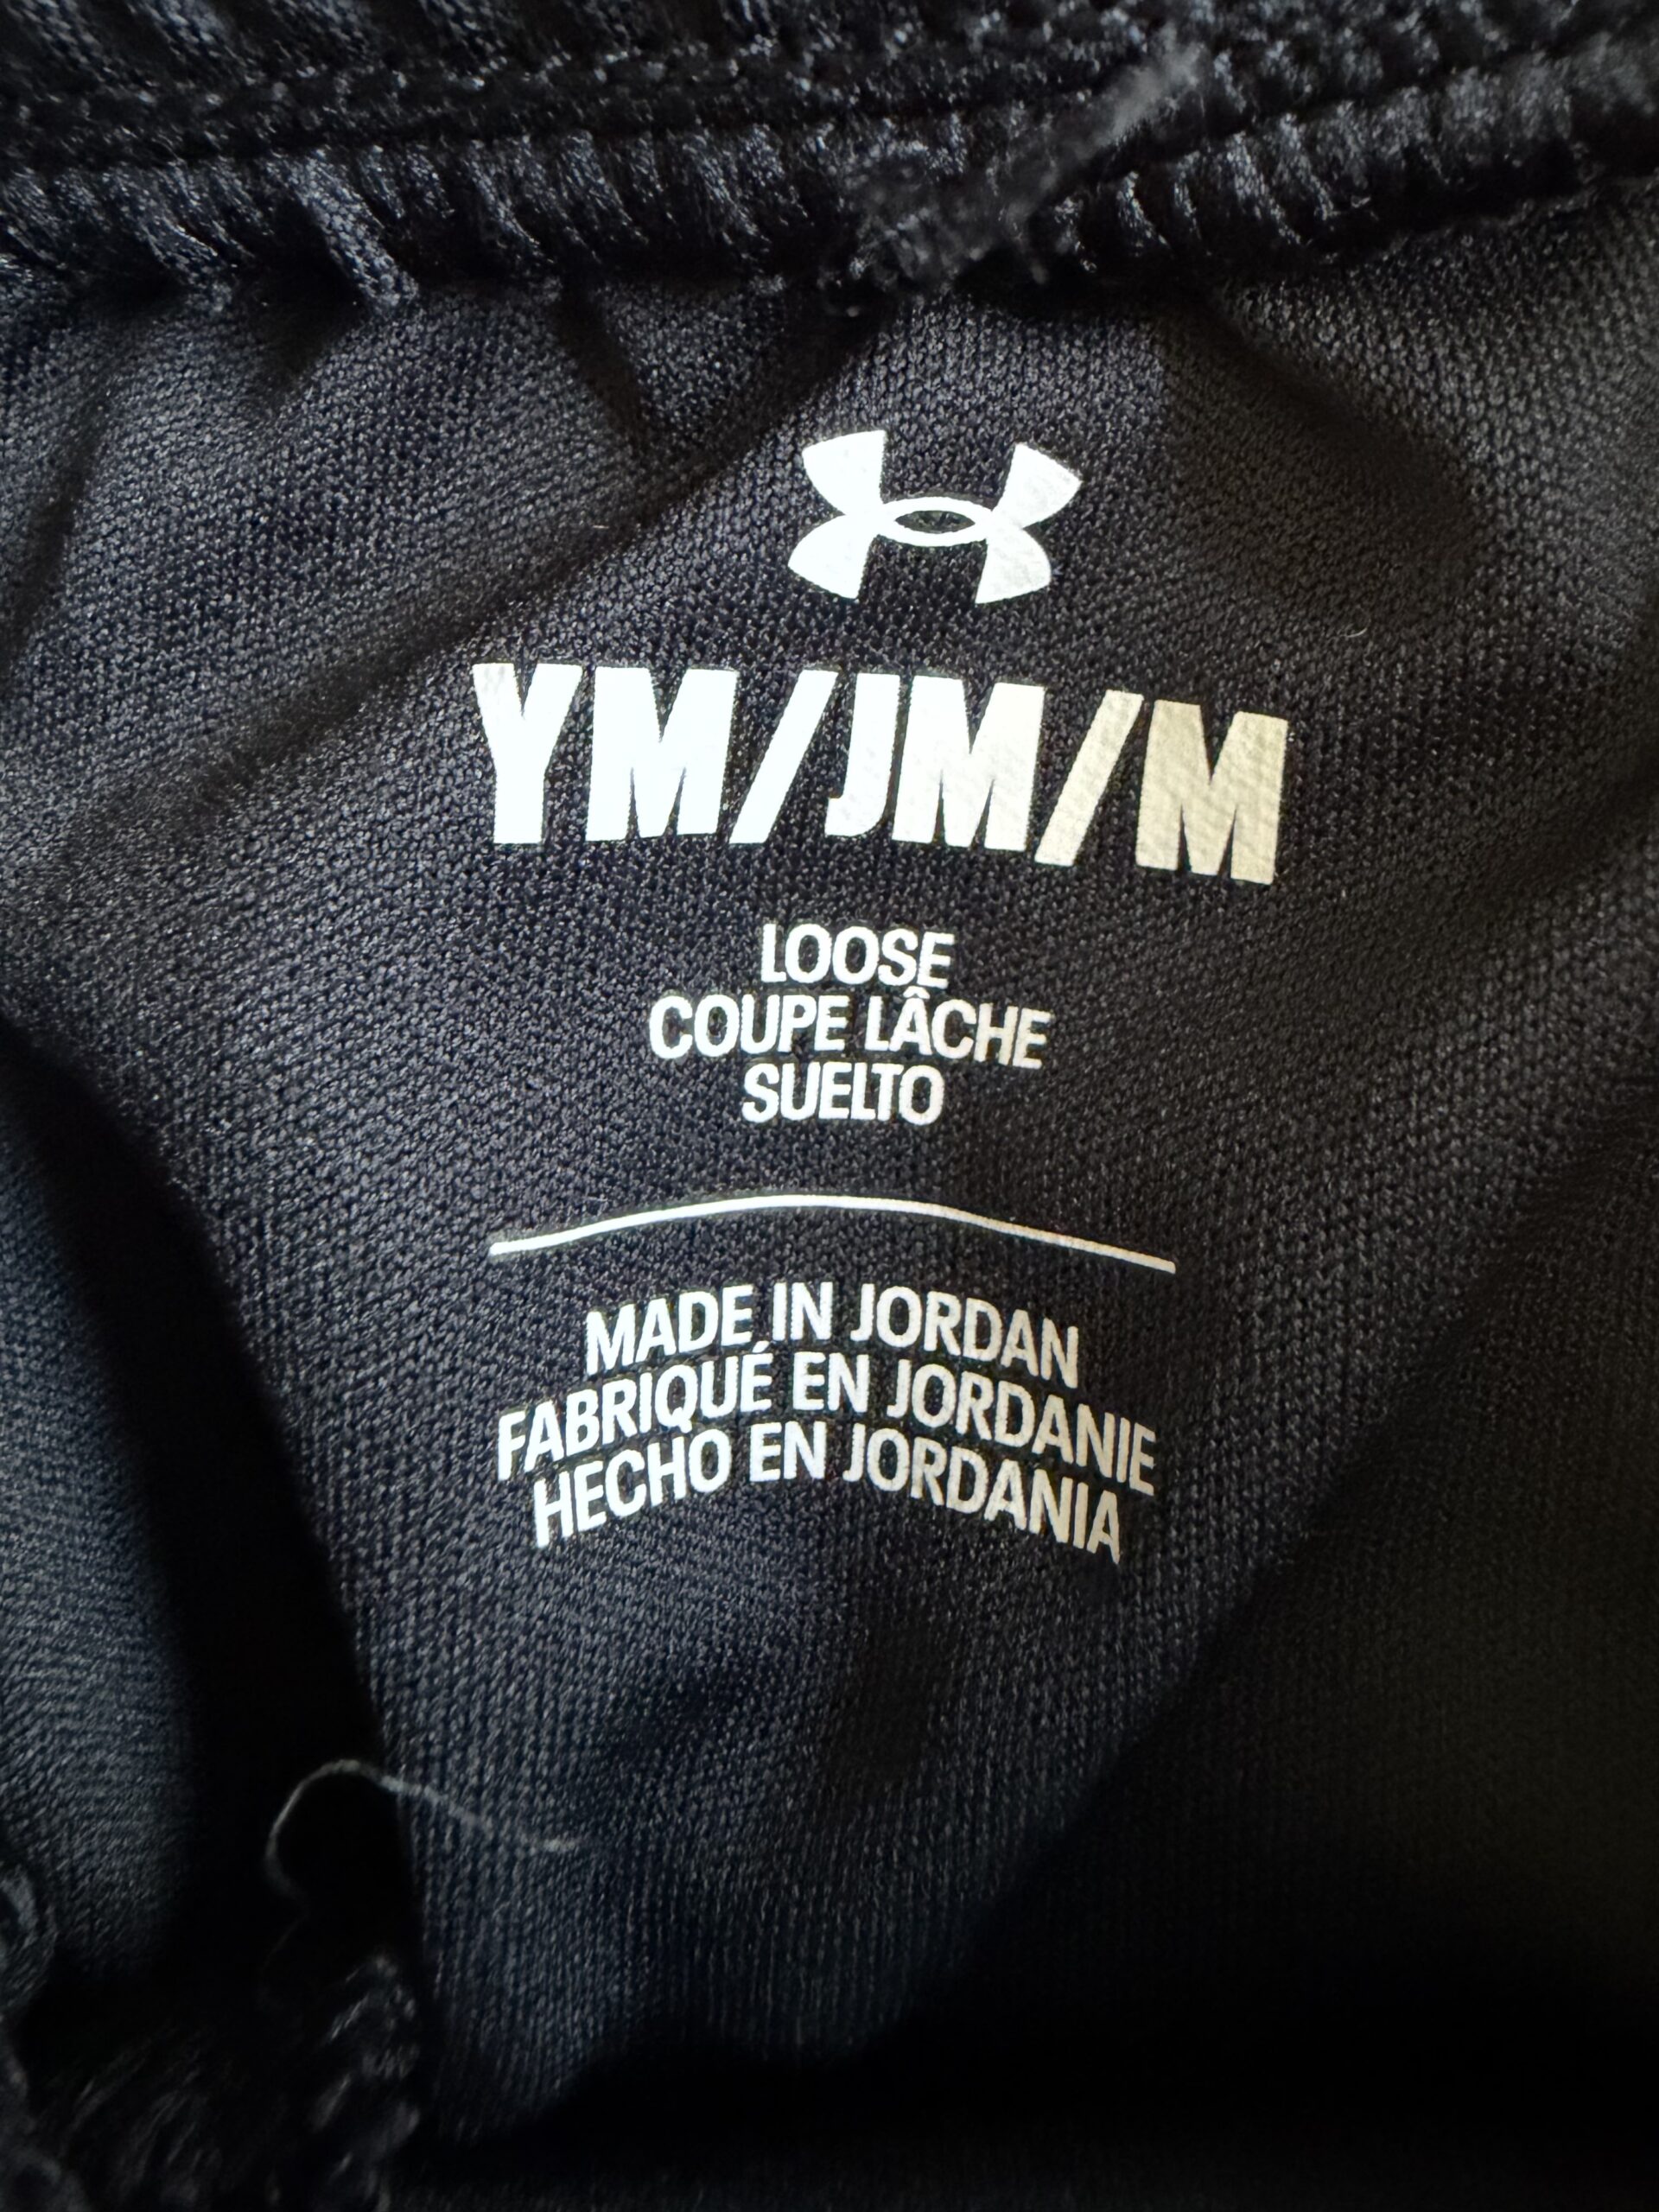 YM/JM/M
LOOSE
COUPE LÂCHE
SUELTO
MADE IN JORDAN
FABRIQUÉ EN JORDANIE
HECHO EN JORDANIA